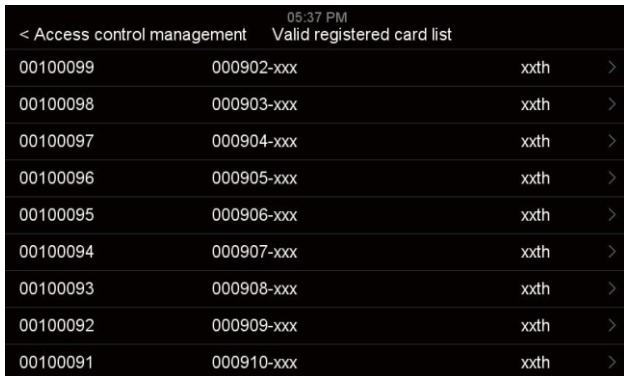 05:37 PM
< Access control management Valid registered card list
00100099 000902-xxx xxth >
00100098 000903-xxx xxth >
00100097 000904-xxx xxth >
00100096 000905-xxx xxth >
00100095 000906-xxx xxth >
00100094 000907-xxx xxth >
00100093 000908-xxx xxth >
00100092 000909-xxx xxth >
00100091 000910-xxx xxth >